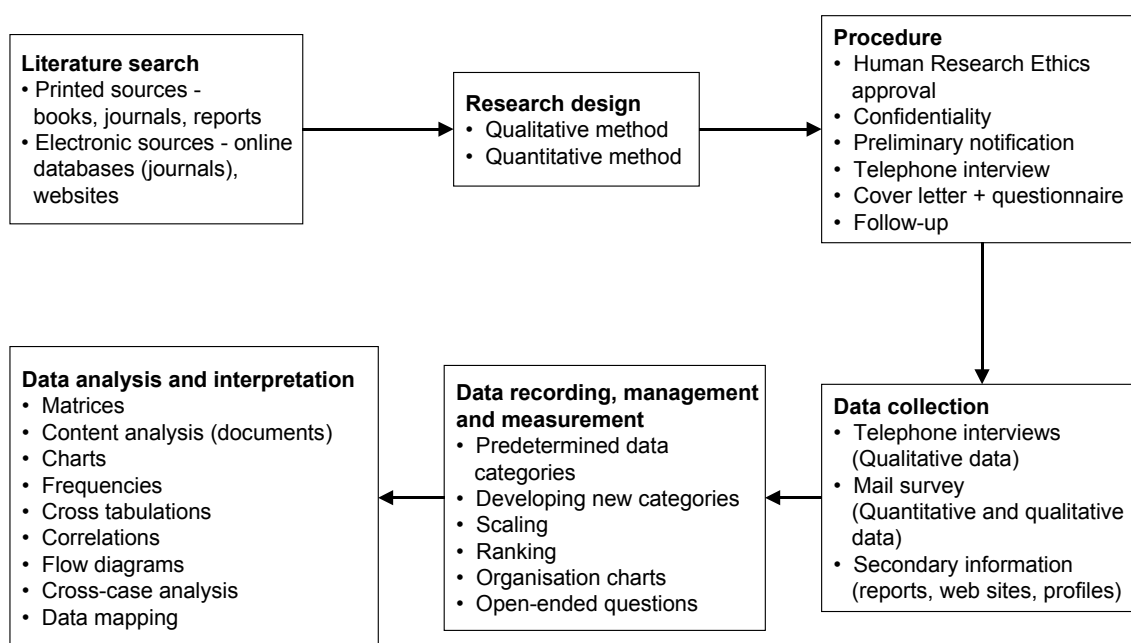 Literature search
• Printed sources -
books, journals, reports
• Electronic sources - online
databases (journals),
websites
Research design
• Qualitative method
• Quantitative method
Procedure
• Human Research Ethics
approval
• Confidentiality
• Preliminary notification
• Telephone interview
• Cover letter + questionnaire
• Follow-up
Data collection
• Telephone interviews
(Qualitative data)
• Mail survey
(Quantitative and qualitative
data)
• Secondary information
(reports, web sites, profiles)
Data recording, management
and measurement
• Predetermined data
categories
• Developing new categories
• Scaling
• Ranking
• Organisation charts
• Open-ended questions
Data analysis and interpretation
• Matrices
• Content analysis (documents)
• Charts
• Frequencies
• Cross tabulations
• Correlations
• Flow diagrams
• Cross-case analysis
• Data mapping